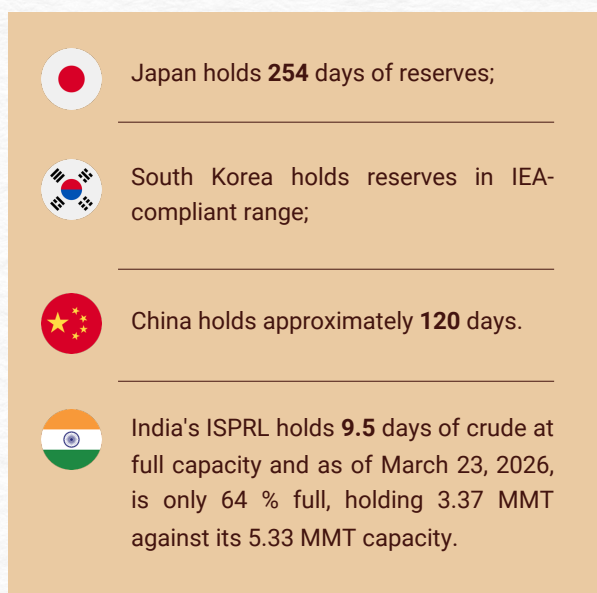 Japan holds 254 days of reserves;
South Korea holds reserves in IEA-
compliant range;
China holds approximately 120 days.
India's ISPRL holds 9.5 days of crude at
full capacity and as of March 23, 2026,
is only 64 % full, holding 3.37 MMT
against its 5.33 MMT capacity.